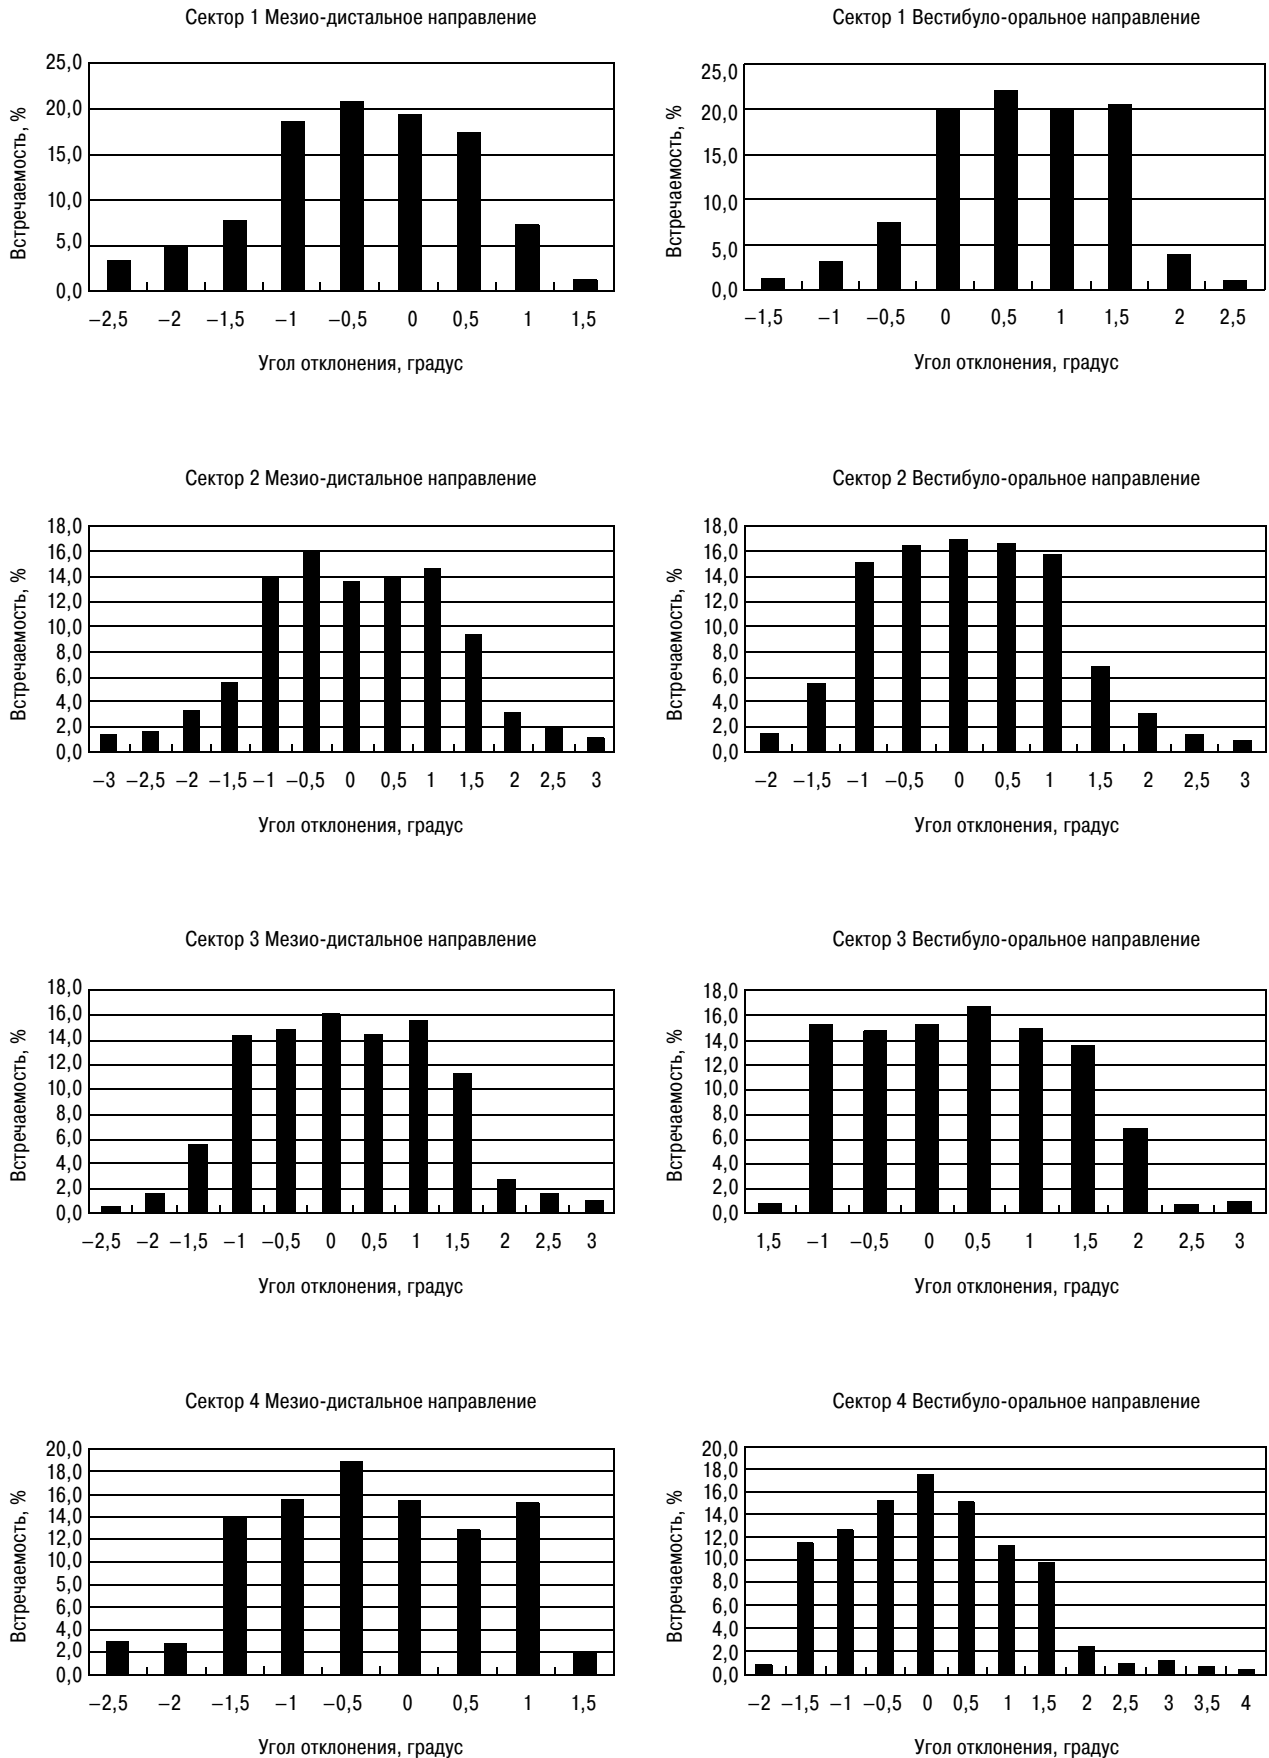 Сектор 1 Мезио-дистальное направление
Встречаемость, %
25,0
20,0
15,0
10,0
5,0
0,0
–2,5 –2 –1,5 –1 –0,5 0 0,5 1 1,5
Угол отклонения, градус
Сектор 1 Вестибуло-оральное направление
Встречаемость, %
25,0
20,0
15,0
10,0
5,0
0,0
–1,5 –1 –0,5 0 0,5 1 1,5 2 2,5
Угол отклонения, градус
Сектор 2 Мезио-дистальное направление
Встречаемость, %
18,0
16,0
14,0
12,0
10,0
8,0
6,0
4,0
2,0
0,0
–3 –2,5 –2 –1,5 –1 –0,5 0 0,5 1 1,5 2 2,5 3
Угол отклонения, градус
Сектор 2 Вестибуло-оральное направление
Встречаемость, %
18,0
16,0
14,0
12,0
10,0
8,0
6,0
4,0
2,0
0,0
–2 –1,5 –1 –0,5 0 0,5 1 1,5 2 2,5 3
Угол отклонения, градус
Сектор 3 Мезио-дистальное направление
Встречаемость, %
18,0
16,0
14,0
12,0
10,0
8,0
6,0
4,0
2,0
0,0
–2,5 –2 –1,5 –1 –0,5 0 0,5 1 1,5 2 2,5 3
Угол отклонения, градус
Сектор 3 Вестибуло-оральное направление
Встречаемость, %
18,0
16,0
14,0
12,0
10,0
8,0
6,0
4,0
2,0
0,0
1,5 –1 –0,5 0 0,5 1 1,5 2 2,5 3
Угол отклонения, градус
Сектор 4 Мезио-дистальное направление
Встречаемость, %
20,0
18,0
16,0
14,0
12,0
10,0
5,0
6,0
4,0
2,0
0,0
–2,5 –2 –1,5 –1 –0,5 0 0,5 1 1,5
Угол отклонения, градус
Сектор 4 Вестибуло-оральное направление
Встречаемость, %
20,0
18,0
16,0
14,0
12,0
10,0
8,0
6,0
4,0
2,0
0,0
–2 –1,5 –1 –0,5 0 0,5 1 1,5 2 2,5 3 3,5 4
Угол отклонения, градус